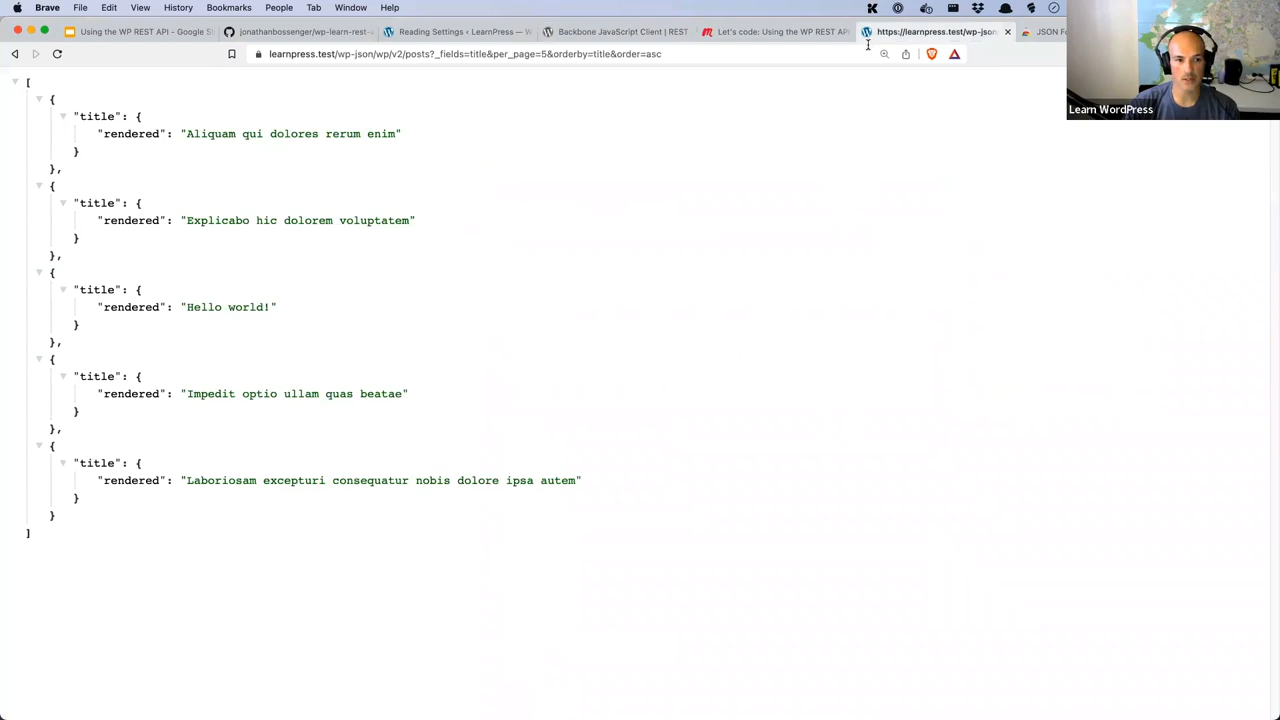 Brave File Edit View History Bookmarks People Tab Window Help
Using the WP REST API - Google S
jonathanbossenger/wp-learn-rest-
Reading Settings ‹ LearnPress — W
Backbone JavaScript Client | REST
Let's code: Using the WP REST API
https://learnpress.test/wp-json
JSON Fo
learnpress.test/wp-json/wp/v2/posts?_fields=title&per_page=5&orderby=title&order=asc
Learn WordPress
[
{
"title": {
"rendered": "Aliquam qui dolores rerum enim"
}
},
{
"title": {
"rendered": "Explicabo hic dolorem voluptatem"
}
},
{
"title": {
"rendered": "Hello world!"
}
},
{
"title": {
"rendered": "Impedit optio ullam quas beatae"
}
},
{
"title": {
"rendered": "Laboriosam excepturi consequatur nobis dolore ipsa autem"
}
}
]